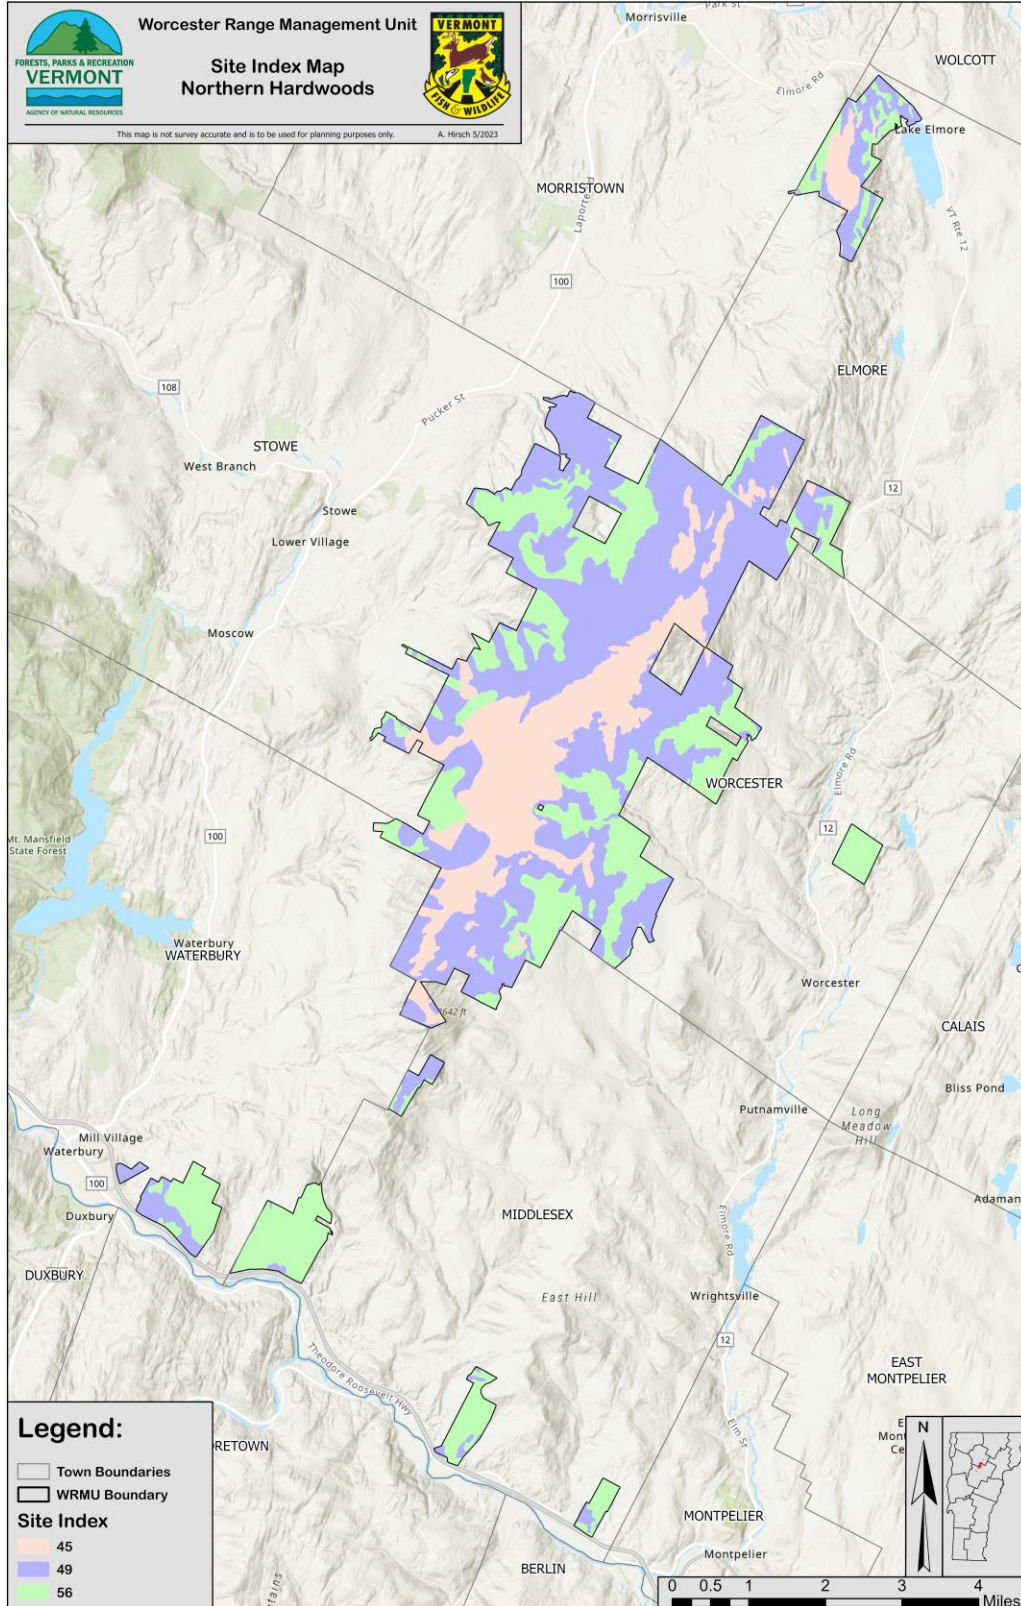 FORESTS, PARKS & RECREATION
VERMONT
AGENCY OF NATURAL RESOURCES
Worcester Range Management Unit
Site Index Map
Northern Hardwoods
This map is not survey accurate and is to be used for planning purposes only.
A. Hirsch 5/2023
VERMONT
FISH & WILDLIFE
Park St
Morrisville
WOLCOTT
Elmore Rd
Lake Elmore
MORRISTOWN
Laporte Rd
VT Rte 12
100
ELMORE
108
Pucker St
STOWE
West Branch
12
Stowe
Lower Village
Moscow
WORCESTER
Elmore Rd
100
12
Mt. Mansfield
State Forest
Waterbury
WATERBURY
Worcester
3642 ft
CALAIS
Bliss Pond
Putnamville
Long
Meadow
Hill
Mill Village
Waterbury
100
Adaman
Duxbury
MIDDLESEX
Elmore Rd
DUXBURY
East Hill
Wrightsville
12
Theodore Roosevelt Hwy
EAST
MONTPELIER
E
Mont
Ce
Elm St
RETOWN
MONTPELIER
Montpelier
BERLIN
tains
Legend:
Town Boundaries
WRMU Boundary
Site Index
45
49
56
N
0 0.5 1 2 3 4
Miles